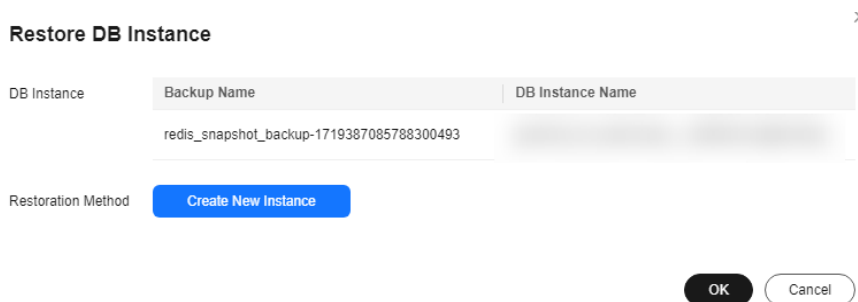 Restore DB Instance
DB Instance
Backup Name
DB Instance Name
redis_snapshot_backup-1719387085788300493
Restoration Method
Create New Instance
OK
Cancel